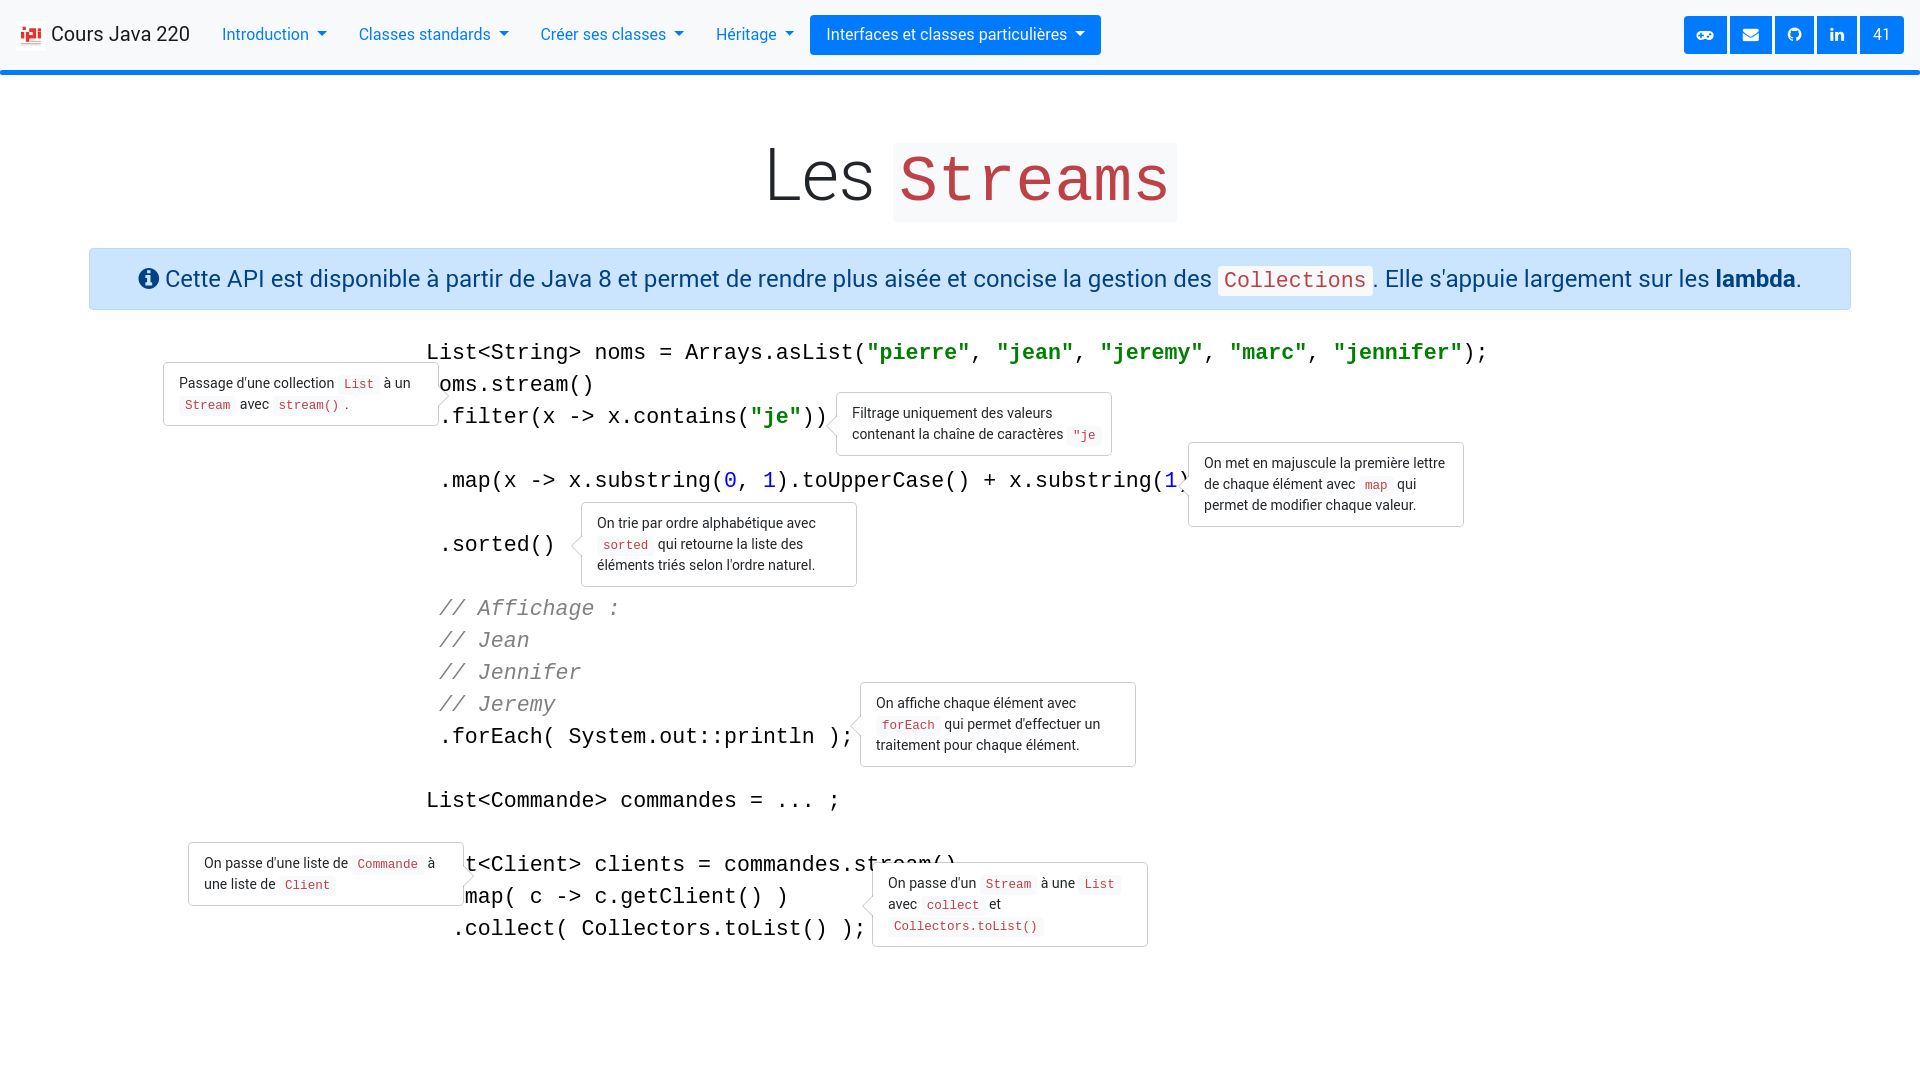 Cours Java 220 Introduction Classes standards Créer ses classes Héritage Interfaces et classes particulières 41
Les Streams
Cette API est disponible à partir de Java 8 et permet de rendre plus aisée et concise la gestion des Collections. Elle s'appuie largement sur les lambda.
List<String> noms = Arrays.asList("pierre", "jean", "jeremy", "marc", "jennifer");
Passage d'une collection List à un
Stream avec stream() .
oms.stream()
.filter(x -> x.contains("je"))
Filtrage uniquement des valeurs
contenant la chaîne de caractères "je
.map(x -> x.substring(0, 1).toUpperCase() + x.substring(1)
On met en majuscule la première lettre
de chaque élément avec map qui
permet de modifier chaque valeur.
.sorted()
On trie par ordre alphabétique avec
sorted qui retourne la liste des
éléments triés selon l'ordre naturel.
// Affichage :
// Jean
// Jennifer
// Jeremy
.forEach( System.out::println );
On affiche chaque élément avec
forEach qui permet d'effectuer un
traitement pour chaque élément.
List<Commande> commandes = ... ;
On passe d'une liste de Commande à
une liste de Client
t<Client> clients = commandes.stream()
map( c -> c.getClient() )
.collect( Collectors.toList() );
On passe d'un Stream à une List
avec collect et
Collectors.toList()